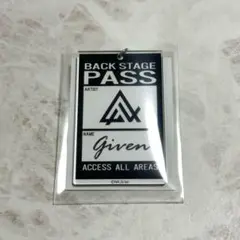 BACK STAGE
PASS
ARTIST
NAME
Given
ACCESS ALL AREAS